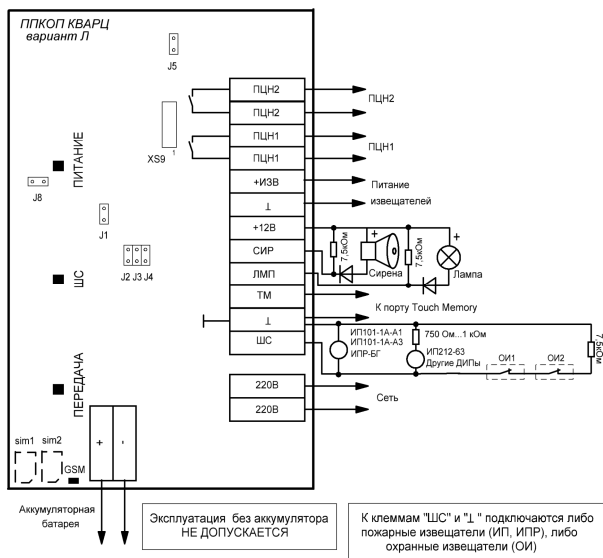 ППКОП КВАРЦ
вариант Л
J5
XS9
1
ПИТАНИЕ
J8
J1
J2 J3 J4
ШС
ПЕРЕДАЧА
sim1 sim2
GSM
+ -
Аккумуляторная
батарея
ПЦН2
ПЦН2
ПЦН1
ПЦН1
+ИЗВ
⊥
+12В
СИР
ЛМП
ТМ
⊥
ШС
220В
220В
ПЦН2
ПЦН1
Питание
извещателей
7,5кОм
+
Сирена
7,5кОм
+
Лампа
К порту Touch Memory
ИП101-1А-А1
ИП101-1А-А3
ИПР-БГ
750 Ом...1 кОм
ИП212-63
Другие ДИПы
ОИ1
ОИ2
7,5кОм
Сеть
Эксплуатация без аккумулятора
НЕ ДОПУСКАЕТСЯ
К клеммам "ШС" и "⊥" подключаются либо
пожарные извещатели (ИП, ИПР), либо
охранные извещатели (ОИ)